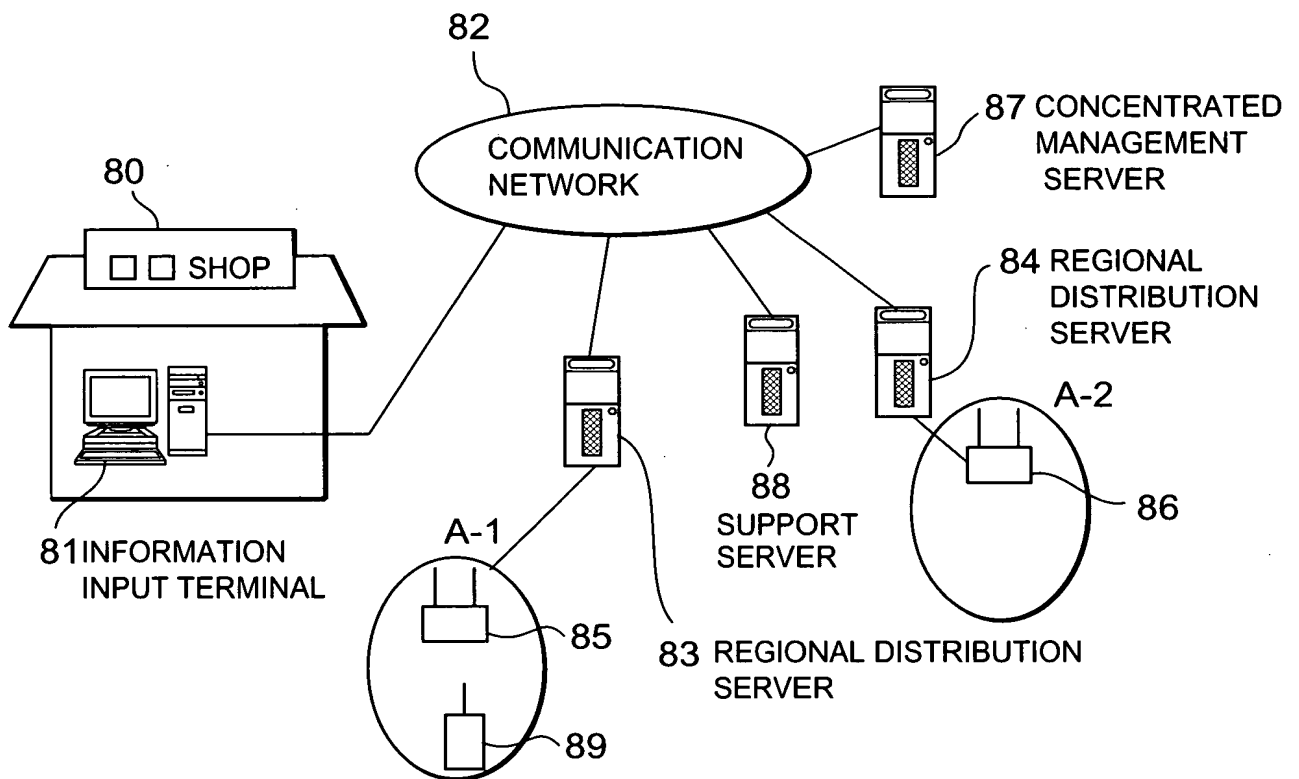 82
COMMUNICATION
NETWORK
87 CONCENTRATED
MANAGEMENT
SERVER
80
SHOP
84 REGIONAL
DISTRIBUTION
SERVER
A-2
86
88
SUPPORT
SERVER
81 INFORMATION
INPUT TERMINAL
A-1
85
83 REGIONAL DISTRIBUTION
SERVER
89